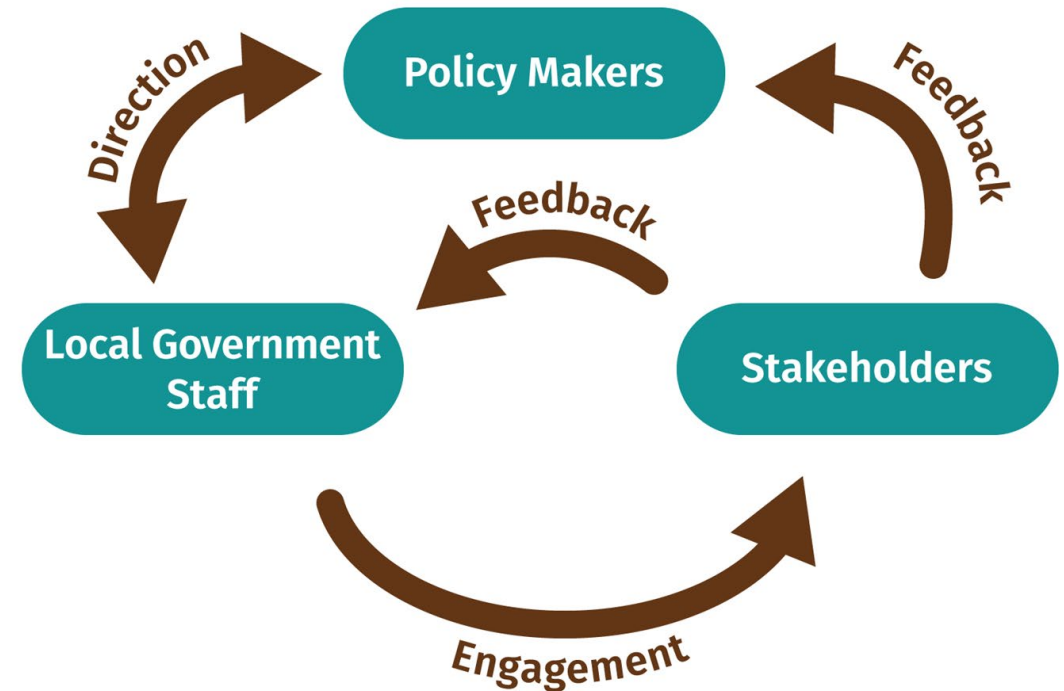 Policy Makers
Direction
Feedback
Feedback
Local Government
Staff
Stakeholders
Engagement